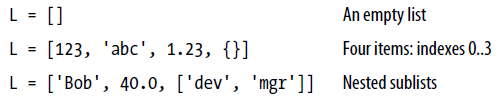 L = [] An empty list
L = [123, 'abc', 1.23, {}] Four items: indexes 0..3
L = ['Bob', 40.0, ['dev', 'mgr']] Nested sublists